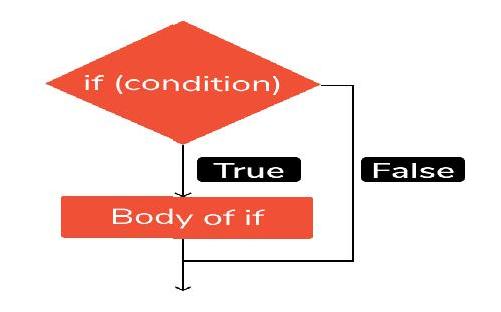 if (condition)
True
False
Body of if